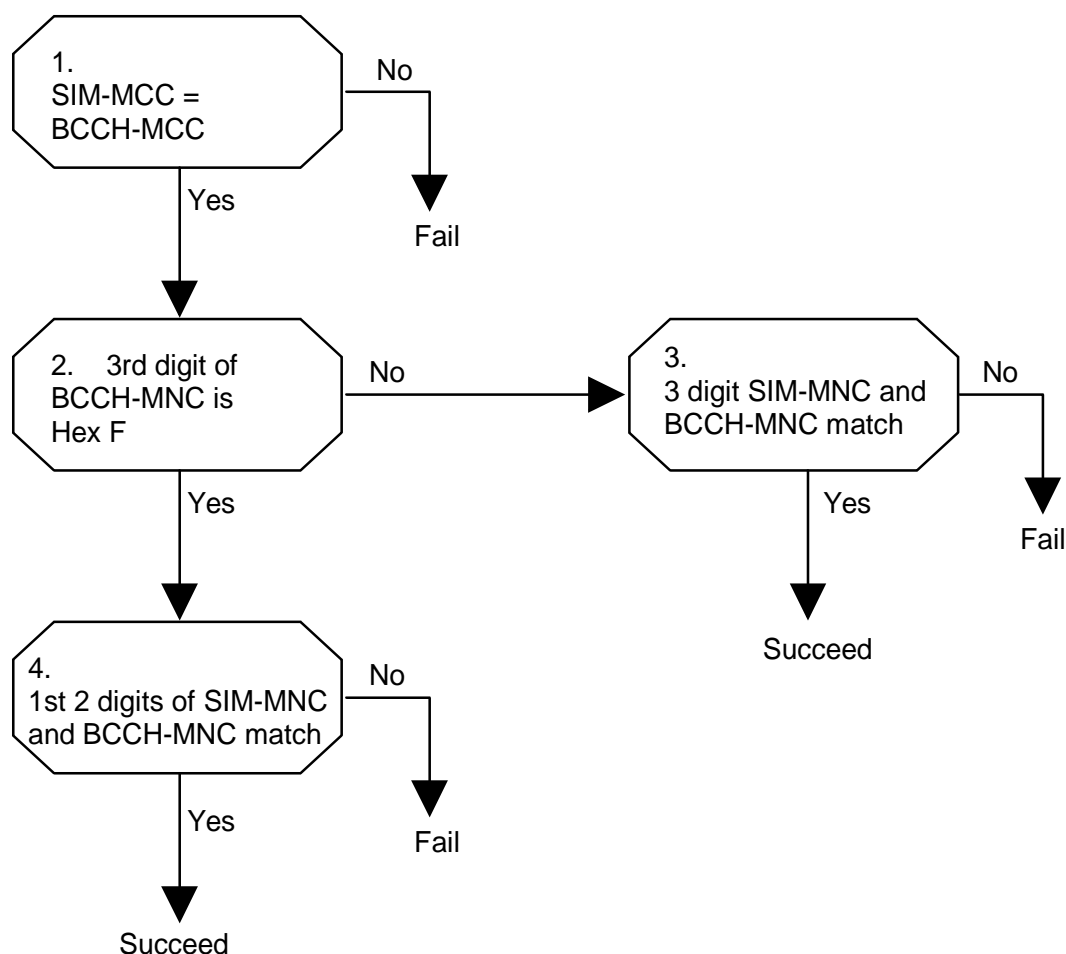 1.
SIM-MCC =
BCCH-MCC
No
Yes
Fail
2. 3rd digit of
BCCH-MNC is
Hex F
No
3.
3 digit SIM-MNC and
BCCH-MNC match
No
Yes
Yes
Fail
Succeed
4.
1st 2 digits of SIM-MNC
and BCCH-MNC match
No
Yes
Fail
Succeed